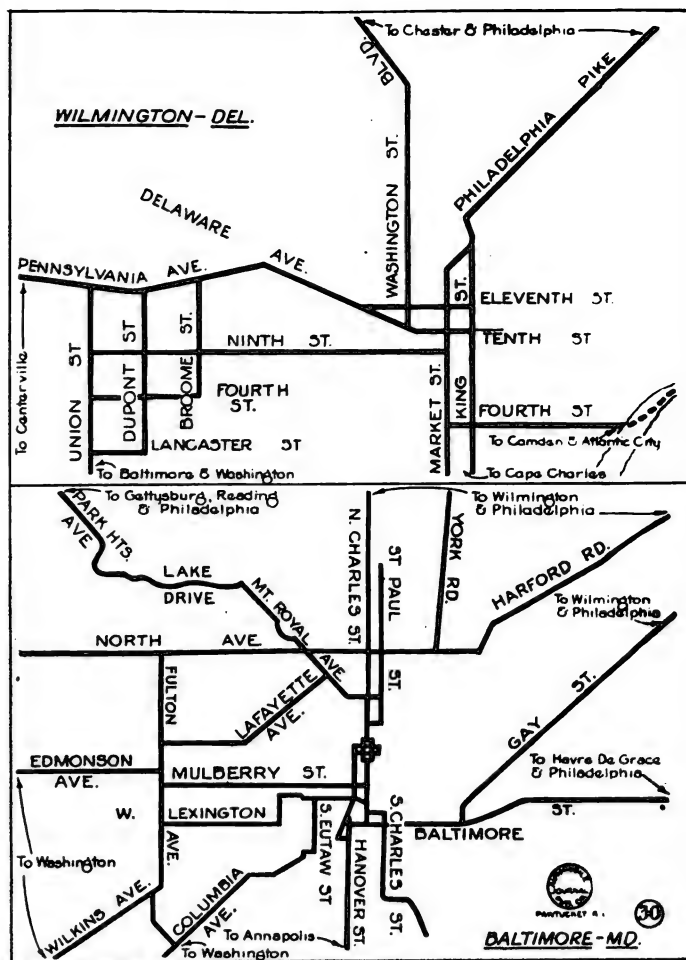 To Chester & Philadelphia
BLVD.
PIKE
WILMINGTON-DEL.
PHILADELPHIA
WASHINGTON ST.
DELAWARE
AVE.
PENNSYLVANIA AVE.
ST.
ELEVENTH ST.
TENTH ST
NINTH ST.
UNION ST
DUPONT ST
BROOME ST.
MARKET ST.
KING
FOURTH ST.
FOURTH ST
LANCASTER ST
To Centerville
To Camden & Atlantic City
To Baltimore & Washington
To Cape Charles
To Gettysburg, Reading
& Philadelphia
To Wilmington
& Philadelphia
PARK HTS.
AVE
LAKE
DRIVE
MT. ROYAL AVE.
N. CHARLES ST.
ST PAUL ST.
YORK RD.
HARFORD RD.
To Wilmington
& Philadelphia
NORTH AVE.
FULTON AVE.
LAFAYETTE
AVE.
GAY ST.
EDMONSON
AVE.
MULBERRY ST.
To Havre De Grace
& Philadelphia
W. LEXINGTON
S. EUTAW ST
HANOVER ST.
S. CHARLES ST.
BALTIMORE ST.
To Washington
WILKINS AVE.
COLUMBIA
AVE.
To Annapolis
To Washington
JOURNAL
PAWTUCKET R.I.
30
BALTIMORE-MD.